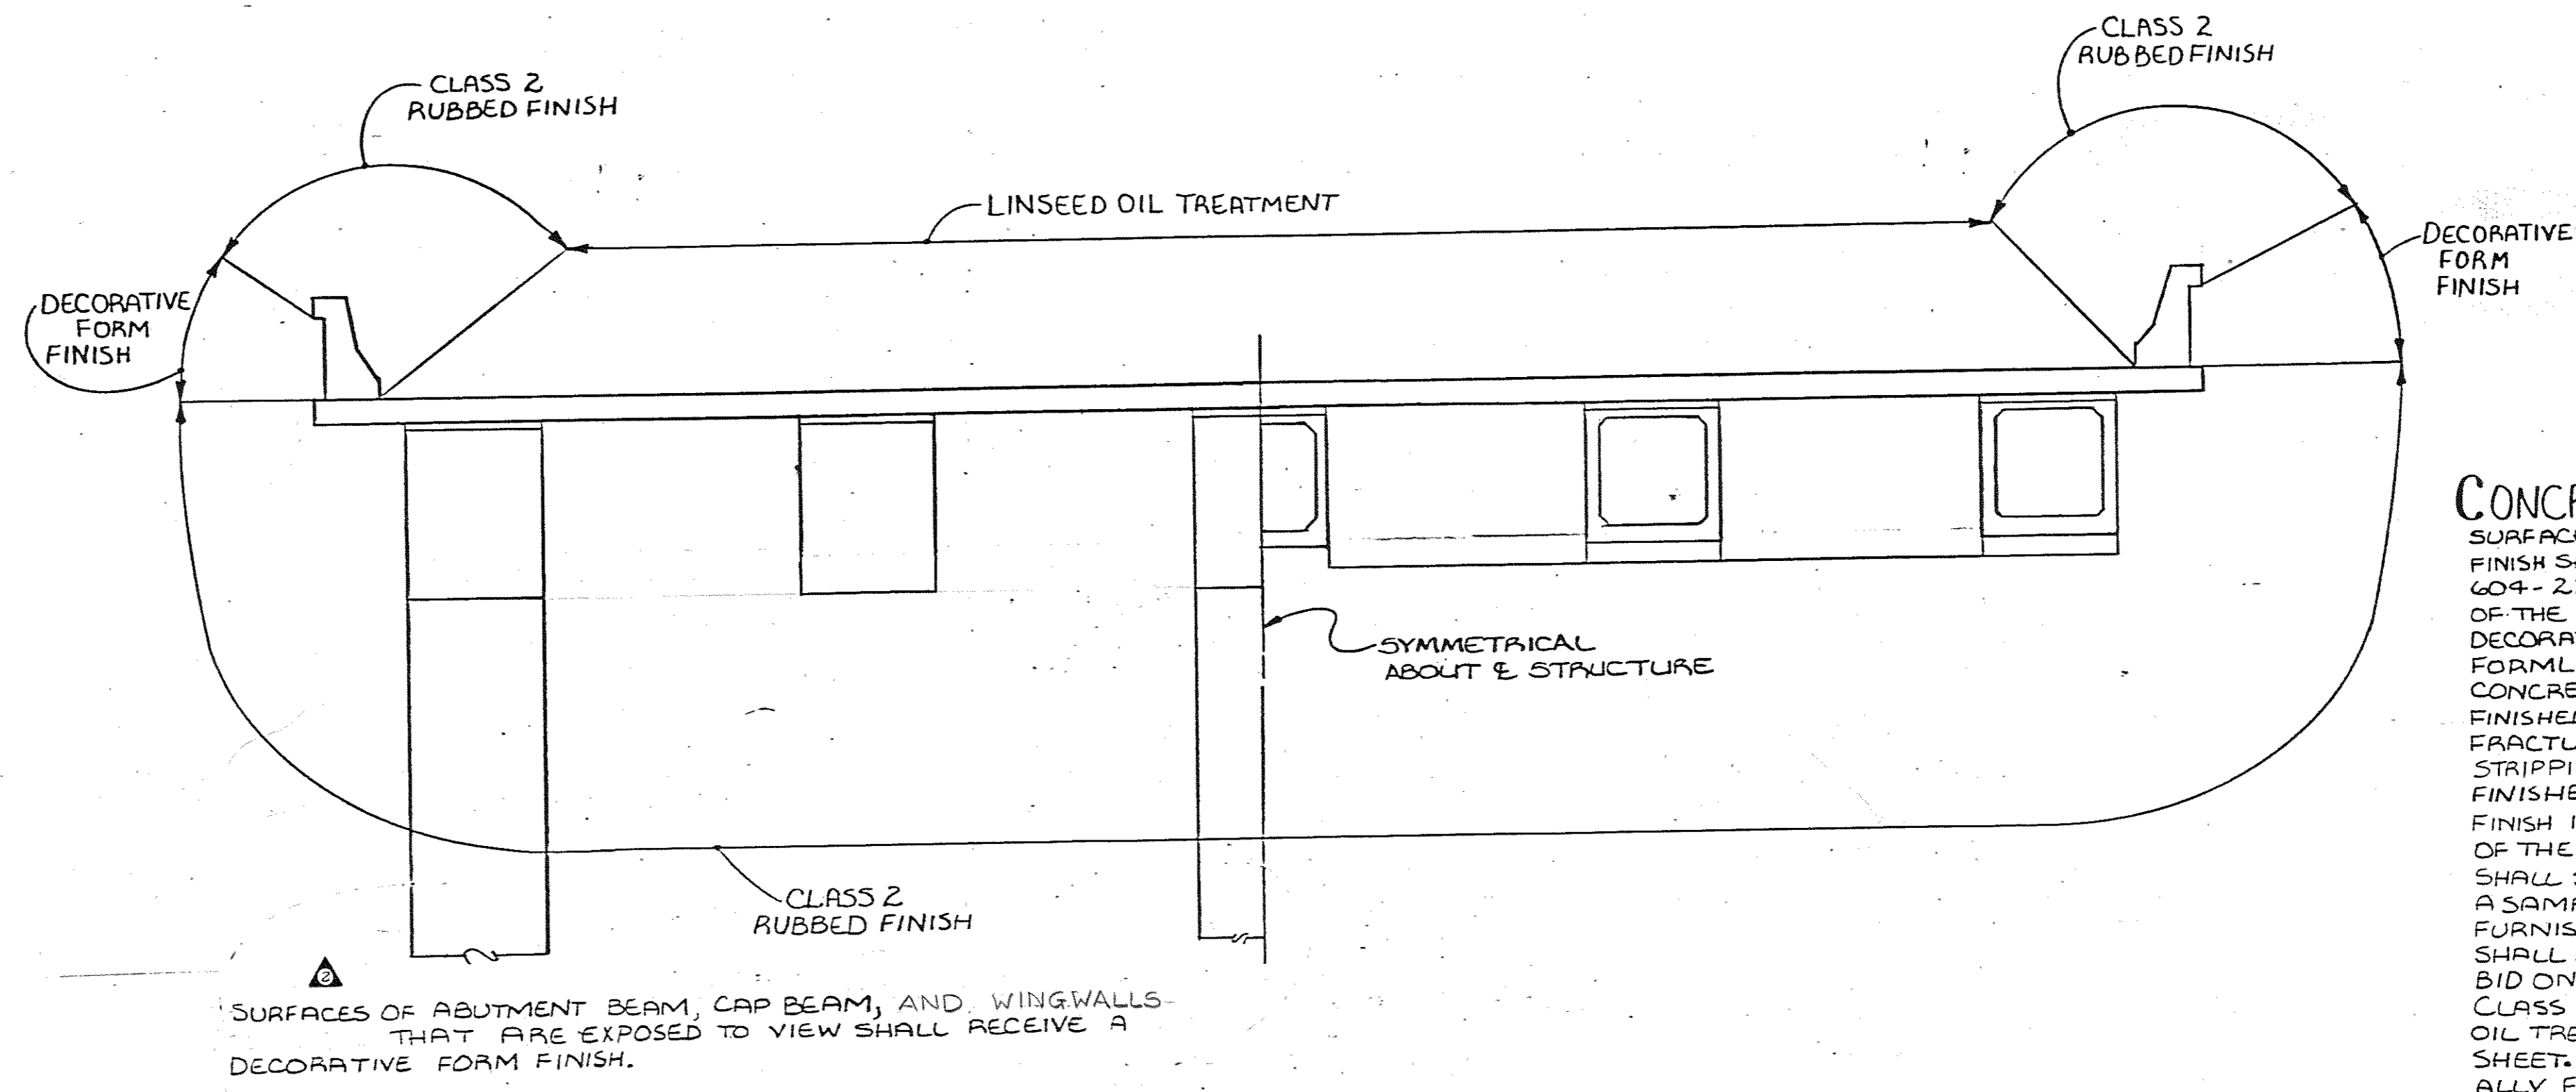 CLASS 2
RUBBED FINISH
CLASS 2
RUBBED FINISH
LINSEED OIL TREATMENT
DECORATIVE
FORM
FINISH
DECORATIVE
FORM
FINISH
SYMMETRICAL
ABOUT ℄ STRUCTURE
CLASS 2
RUBBED FINISH
2
SURFACES OF ABUTMENT BEAM, CAP BEAM, AND WINGWALLS
THAT ARE EXPOSED TO VIEW SHALL RECEIVE A
DECORATIVE FORM FINISH.
CONCR
SURFAC
FINISH S
604-2
OF THE
DECORA
FORML
CONCRE
FINISHE
FRACTU
STRIPPI
FINISHE
FINISH I
OF THE
SHALL
A SAMP
FURNIS
SHALL
BID ON
CLASS
OIL TRE
SHEET.
ALLY F